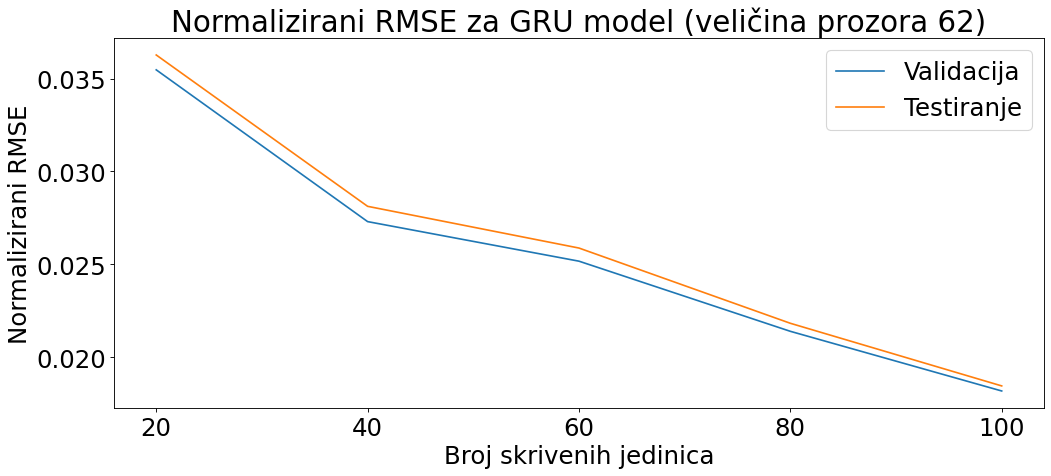 Normalizirani RMSE za GRU model (veličina prozora 62)
Validacija
Testiranje
Normalizirani RMSE
0.035
0.030
0.025
0.020
20 40 60 80 100
Broj skrivenih jedinica